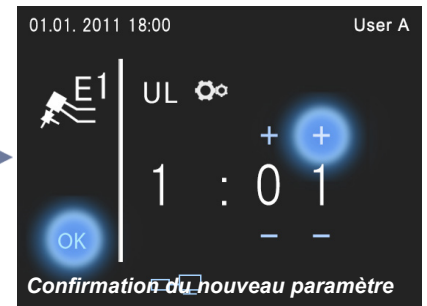 01.01. 2011 18:00 User A
E1 UL
+ +
1 : 0 1
OK – –
Confirmation du nouveau paramètre